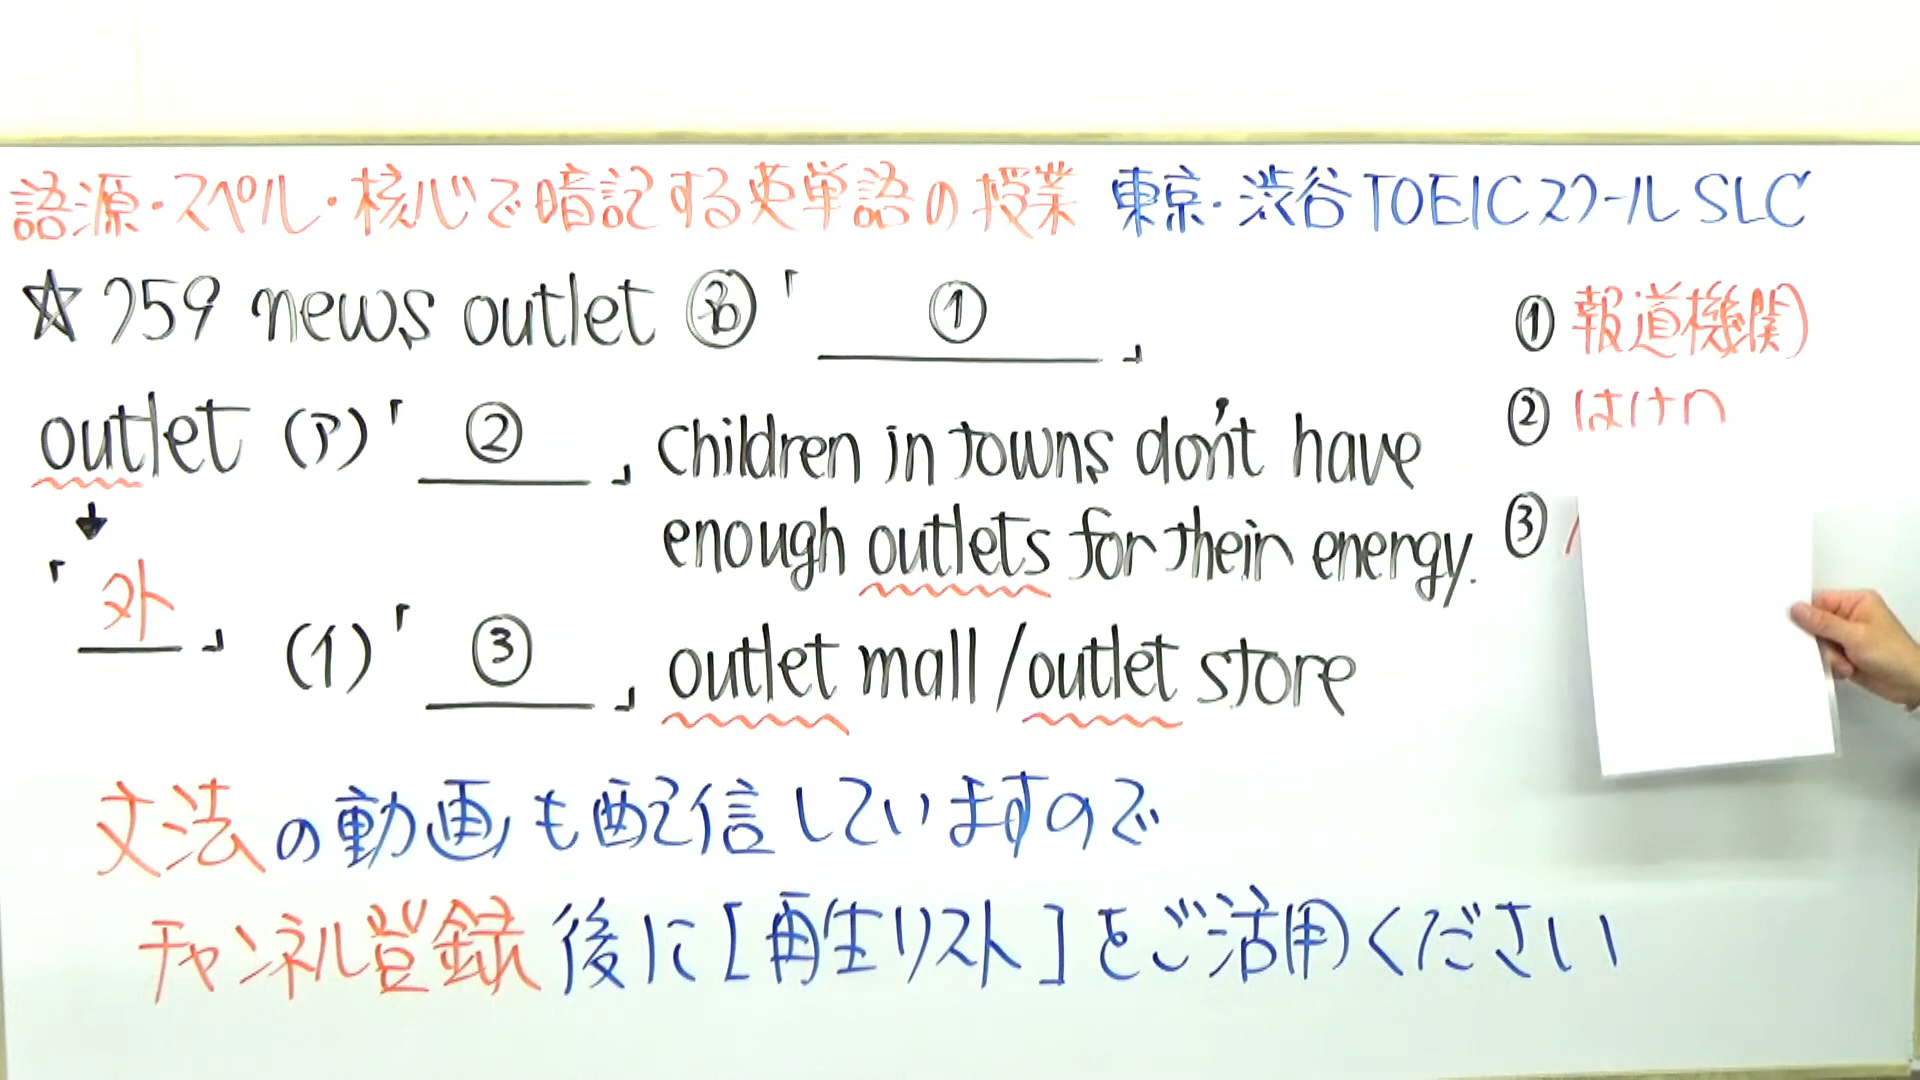 語源・スペル・核心で暗記する英単語の授業 東京・渋谷TOEICスクールSLC
☆759 news outlet ㊔「 ① 」
① 報道機関
outlet (ア)「 ② 」 Children in towns don't have
② はけ口
enough outlets for their energy.
③
↓
「外」
(イ)「 ③ 」 outlet mall/outlet store
文法の動画も配信していますので
チャンネル登録後に[再生リスト]をご活用ください